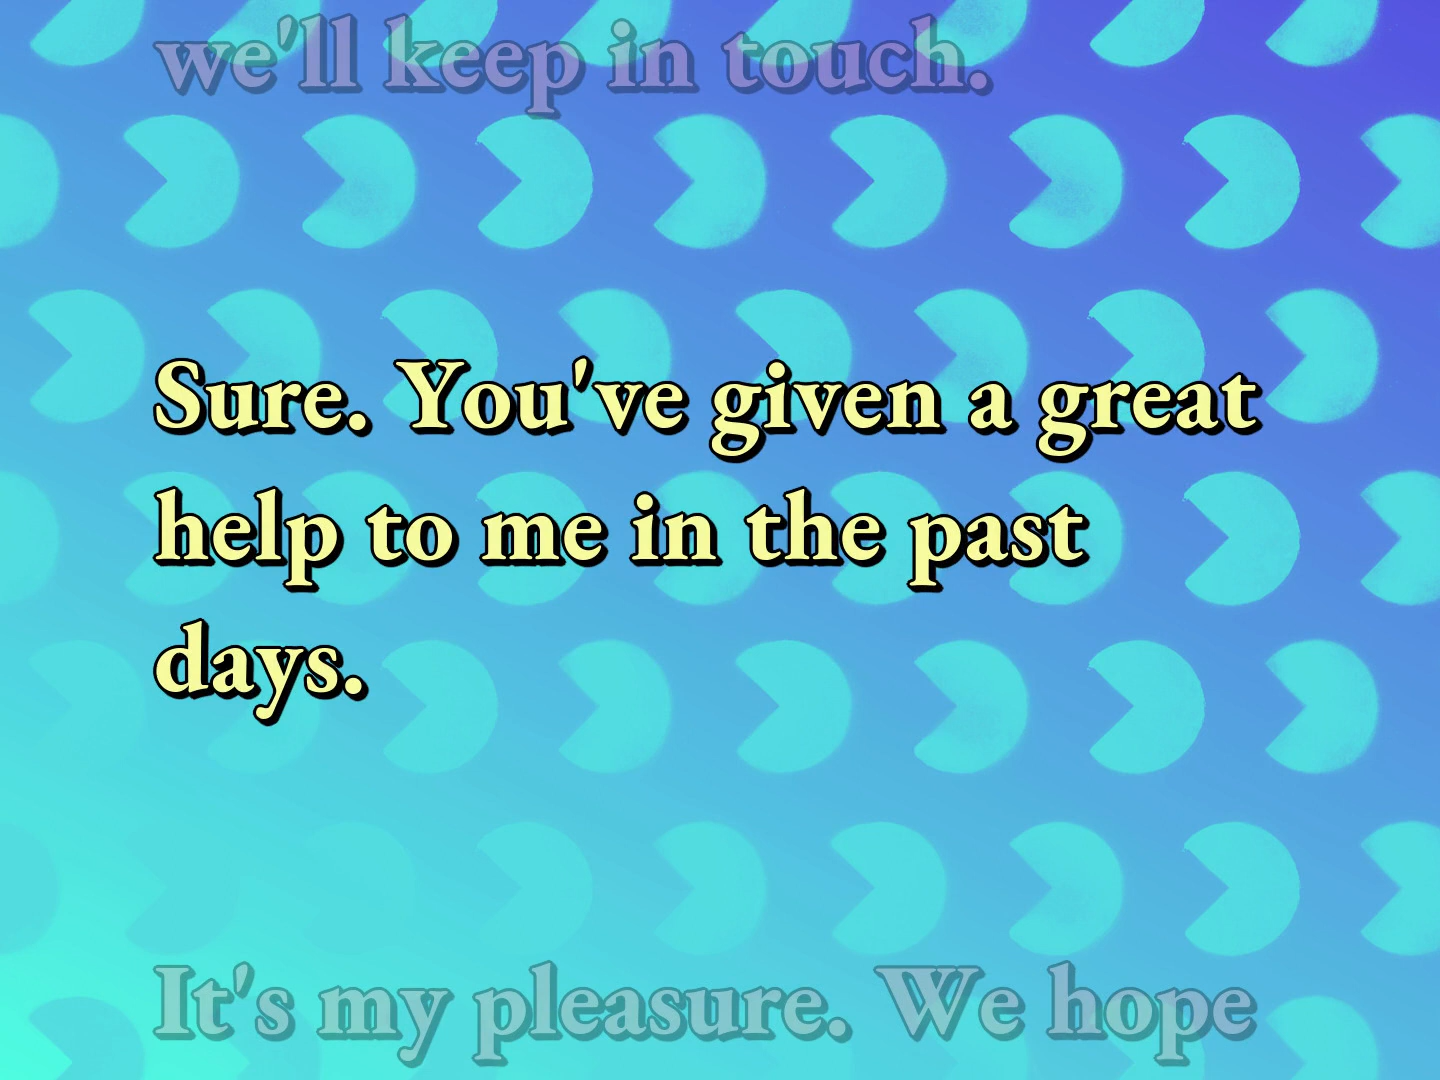 we'll keep in touch.
Sure. You've given a great
help to me in the past
days.
It's my pleasure. We hope